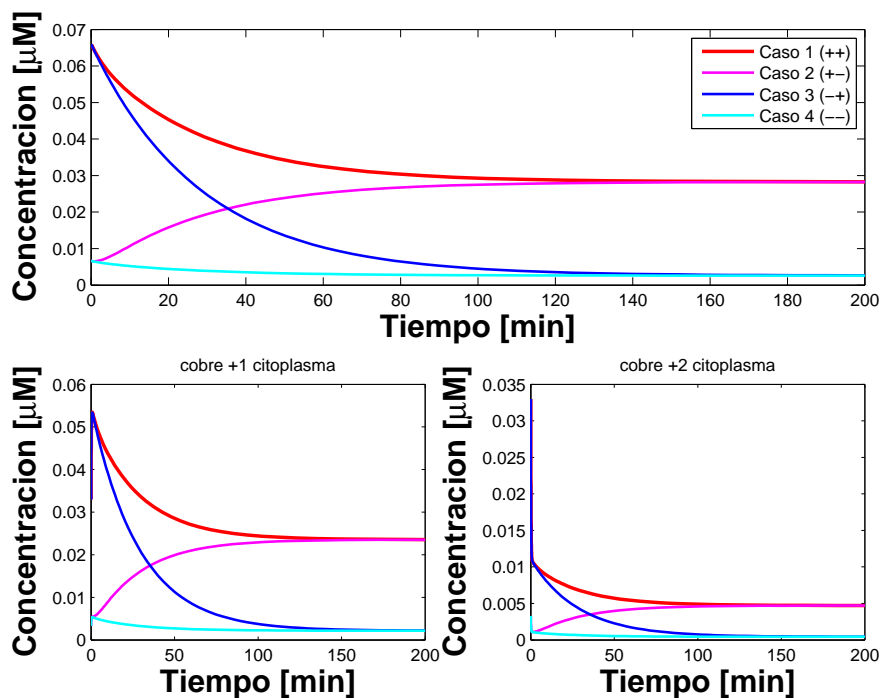 Concentracion [μM]
0.07
0.06
0.05
0.04
0.03
0.02
0.01
0
0 20 40 60 80 100 120 140 160 180 200
Tiempo [min]
Caso 1 (++)
Caso 2 (+−)
Caso 3 (−+)
Caso 4 (−−)
cobre +1 citoplasma
Concentracion [μM]
0.06
0.05
0.04
0.03
0.02
0.01
0
0 50 100 150 200
Tiempo [min]
cobre +2 citoplasma
Concentracion [μM]
0.035
0.03
0.025
0.02
0.015
0.01
0.005
0
0 50 100 150 200
Tiempo [min]